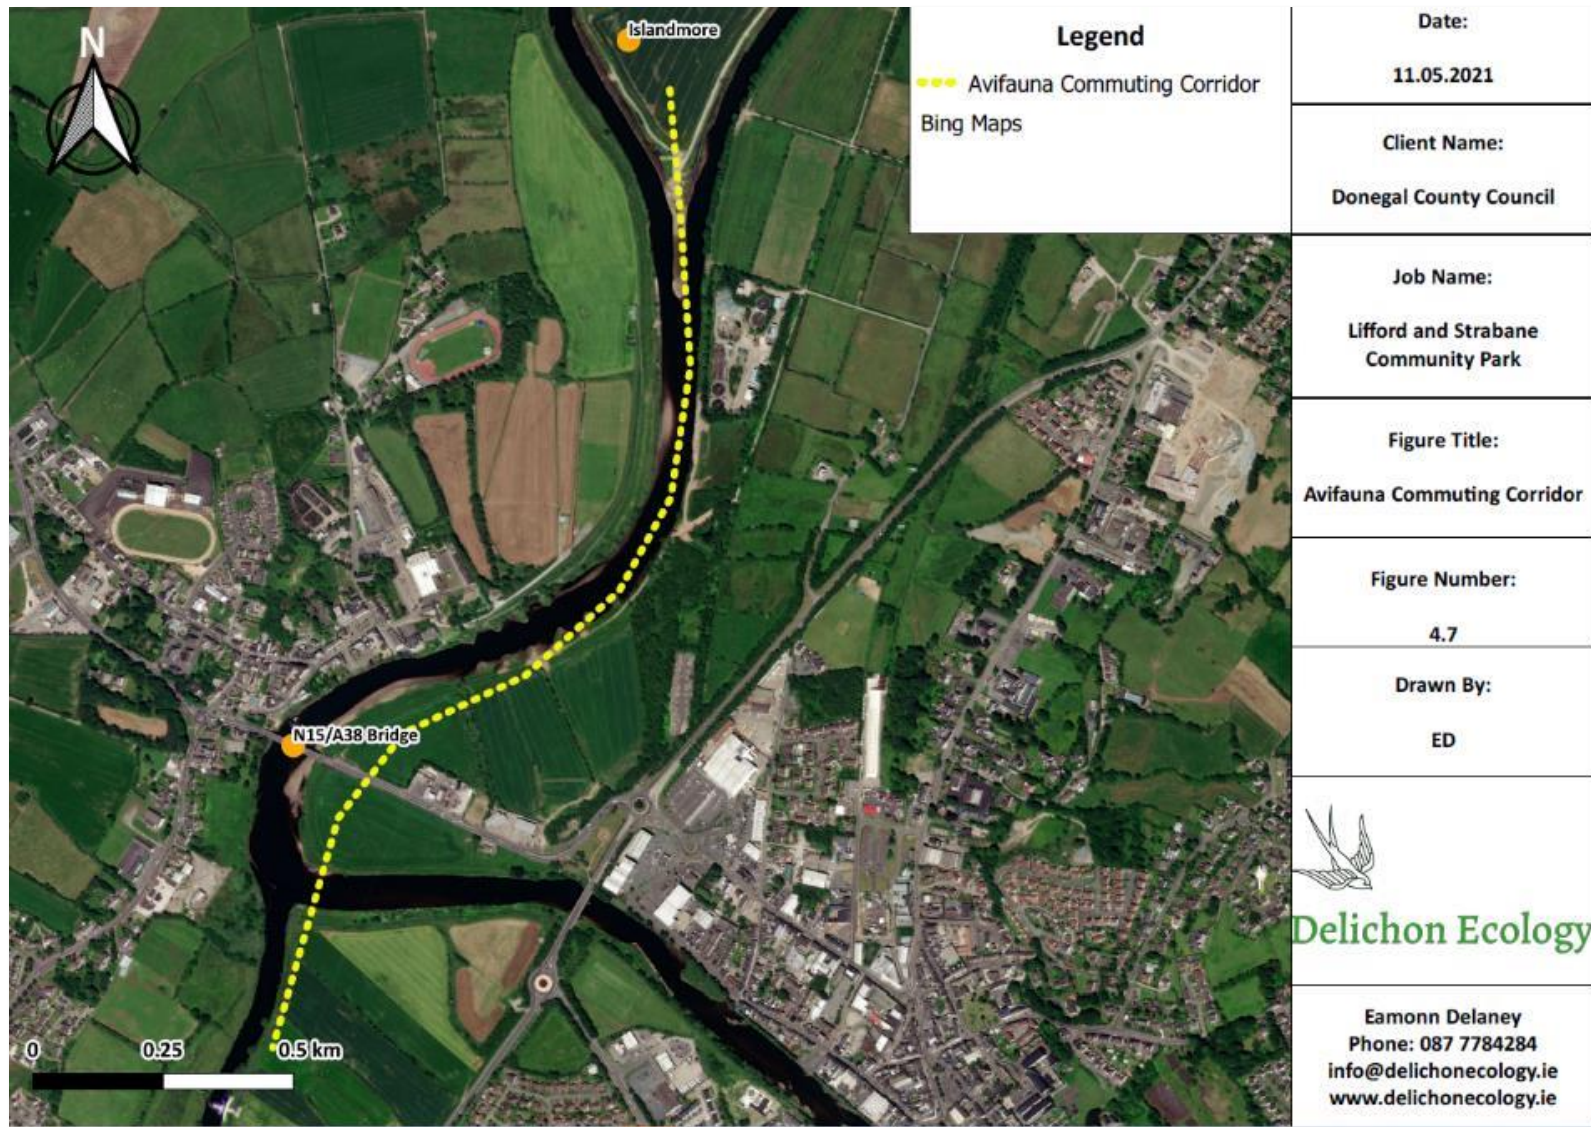 N
Islandmore
N15/A38 Bridge
0 0.25 0.5 km
Legend
Avifauna Commuting Corridor
Bing Maps
Date:
11.05.2021
Client Name:
Donegal County Council
Job Name:
Lifford and Strabane
Community Park
Figure Title:
Avifauna Commuting Corridor
Figure Number:
4.7
Drawn By:
ED
Delichon Ecology
Eamonn Delaney
Phone: 087 7784284
info@delichonecology.ie
www.delichonecology.ie